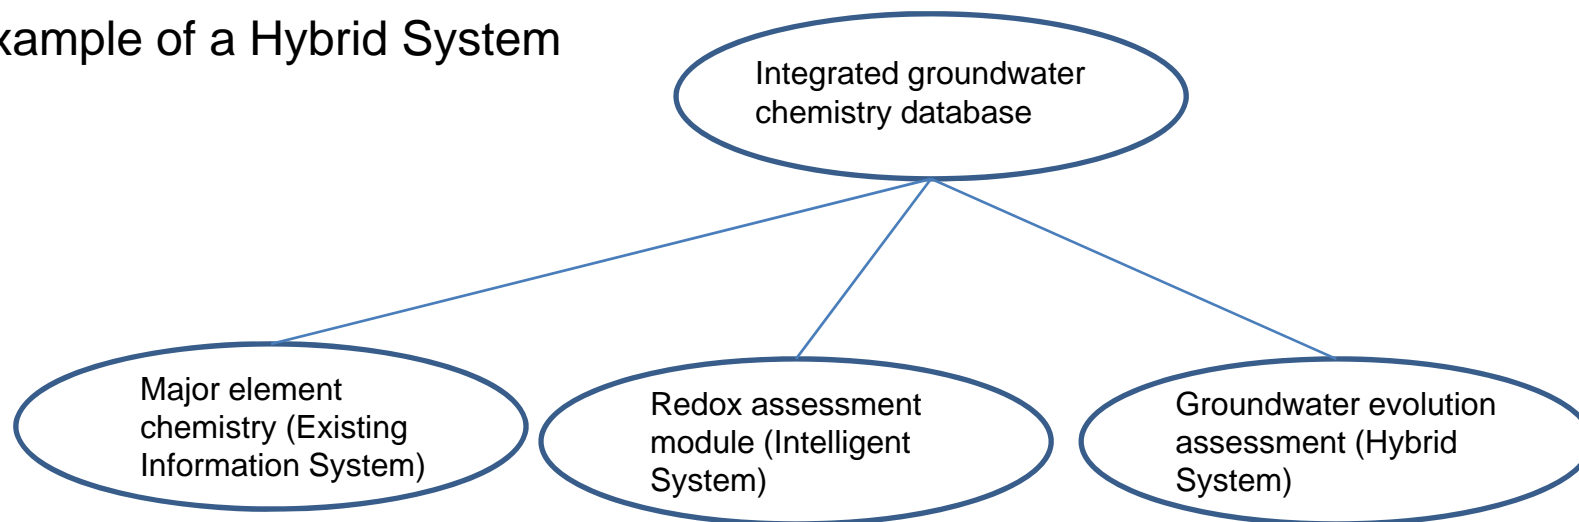 xample of a Hybrid System
Integrated groundwater
chemistry database
Major element
chemistry (Existing
Information System)
Redox assessment
module (Intelligent
System)
Groundwater evolution
assessment (Hybrid
System)